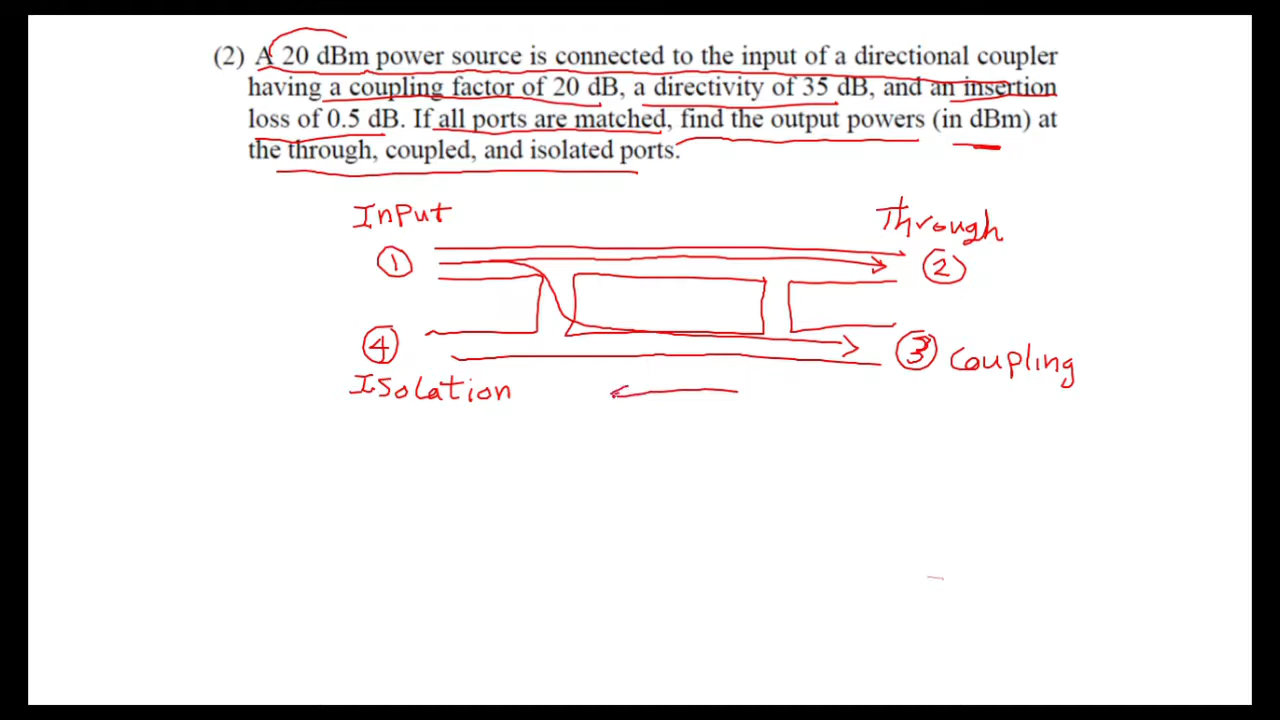 (2) A 20 dBm power source is connected to the input of a directional coupler
having a coupling factor of 20 dB, a directivity of 35 dB, and an insertion
loss of 0.5 dB. If all ports are matched, find the output powers (in dBm) at
the through, coupled, and isolated ports.
Input
Through
1
2
4
3
Coupling
Isolation